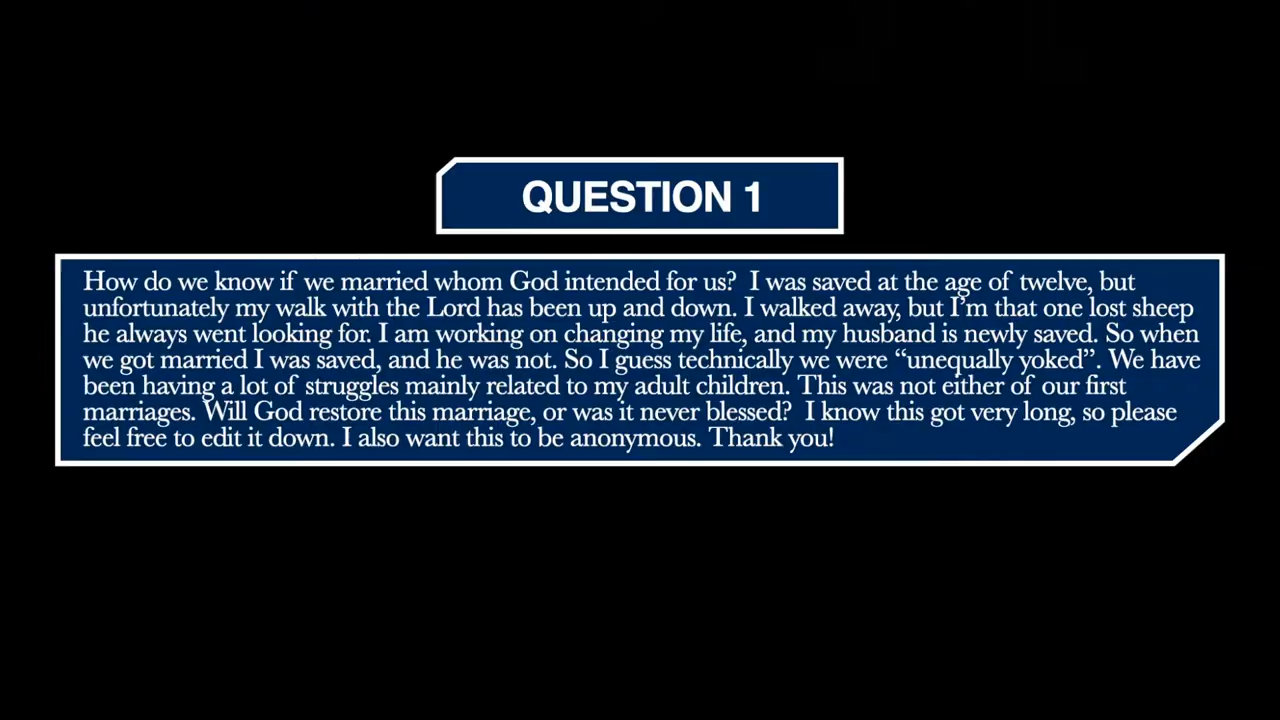 QUESTION 1
How do we know if we married whom God intended for us?  I was saved at the age of twelve, but
unfortunately my walk with the Lord has been up and down. I walked away, but I'm that one lost sheep
he always went looking for. I am working on changing my life, and my husband is newly saved. So when
we got married I was saved, and he was not. So I guess technically we were “unequally yoked”. We have
been having a lot of struggles mainly related to my adult children. This was not either of our first
marriages. Will God restore this marriage, or was it never blessed?  I know this got very long, so please
feel free to edit it down. I also want this to be anonymous. Thank you!